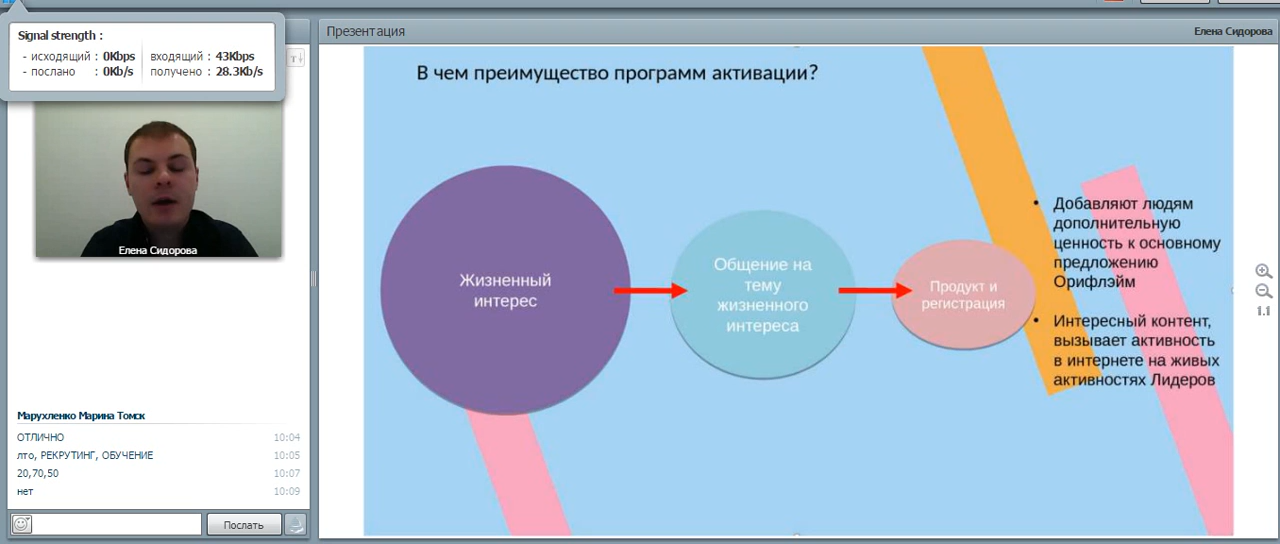 Signal strength :
- исходящий : 0Kbps входящий : 43Kbps
- послано : 0Kb/s получено : 28.3Kb/s
Елена Сидорова
Марухленко Марина Томск
ОТЛИЧНО 10:04
лто, РЕКРУТИНГ, ОБУЧЕНИЕ 10:05
20,70,50 10:07
нет 10:09
Послать
Презентация
Елена Сидорова
В чем преимущество программ активации?
Жизненный
интерес
Общение на
тему
жизненного
интереса
Продукт и
регистрация
• Добавляют людям
дополнительную
ценность к основному
предложению
Орифлэйм
• Интересный контент,
вызывает активность
в интернете на живых
активностях Лидеров
1.1